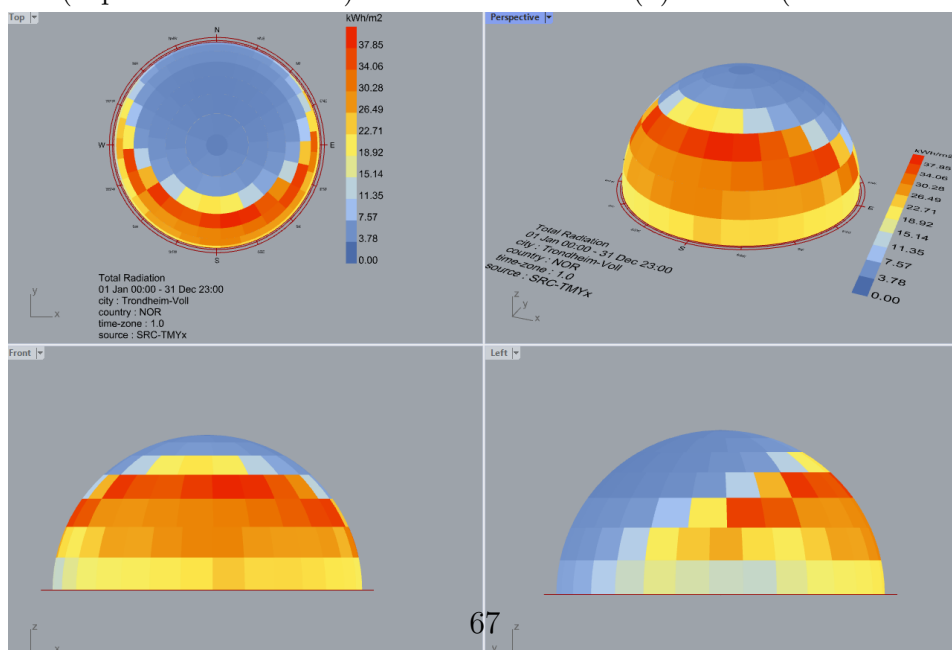 Top
kWh/m2
37.85
34.06
30.28
26.49
22.71
18.92
15.14
11.35
7.57
3.78
0.00
N
W
E
S
Total Radiation
01 Jan 00:00 - 31 Dec 23:00
city : Trondheim-Voll
country : NOR
time-zone : 1.0
source : SRC-TMYx
y
x
Perspective
kWh/m2
37.85
34.06
30.28
26.49
22.71
18.92
15.14
11.35
7.57
3.78
0.00
E
S
Total Radiation
01 Jan 00:00 - 31 Dec 23:00
city : Trondheim-Voll
country : NOR
time-zone : 1.0
source : SRC-TMYx
z
y
x
Front
z
x
Left
z
y
67